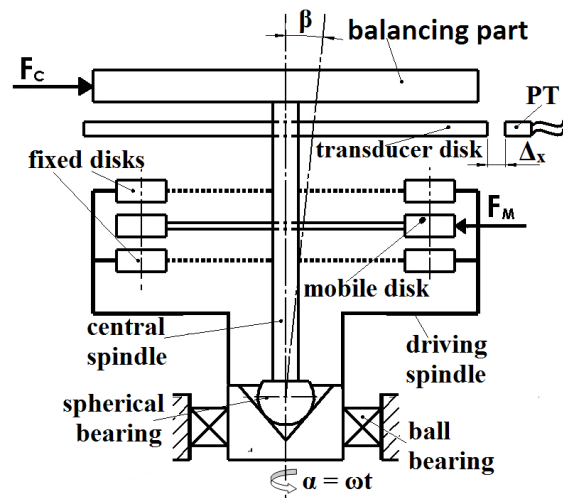 β
balancing part
F_C
PT
transducer disk
Δx
fixed disks
F_M
mobile disk
central
spindle
driving
spindle
spherical
bearing
ball
bearing
α = ωt